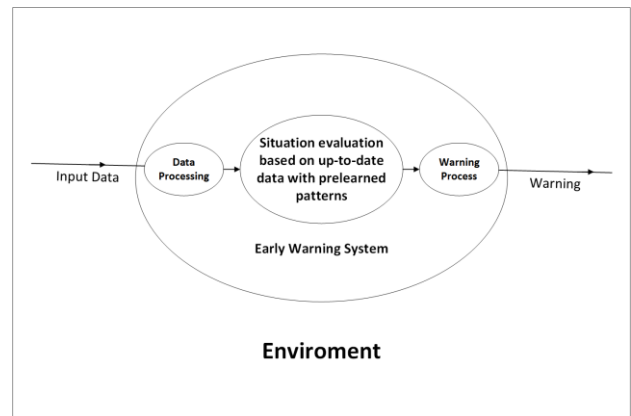 Situation evaluation
based on up-to-date
data with prelearned
patterns
Data
Processing
Warning
Process
Input Data
Warning
Early Warning System
Enviroment